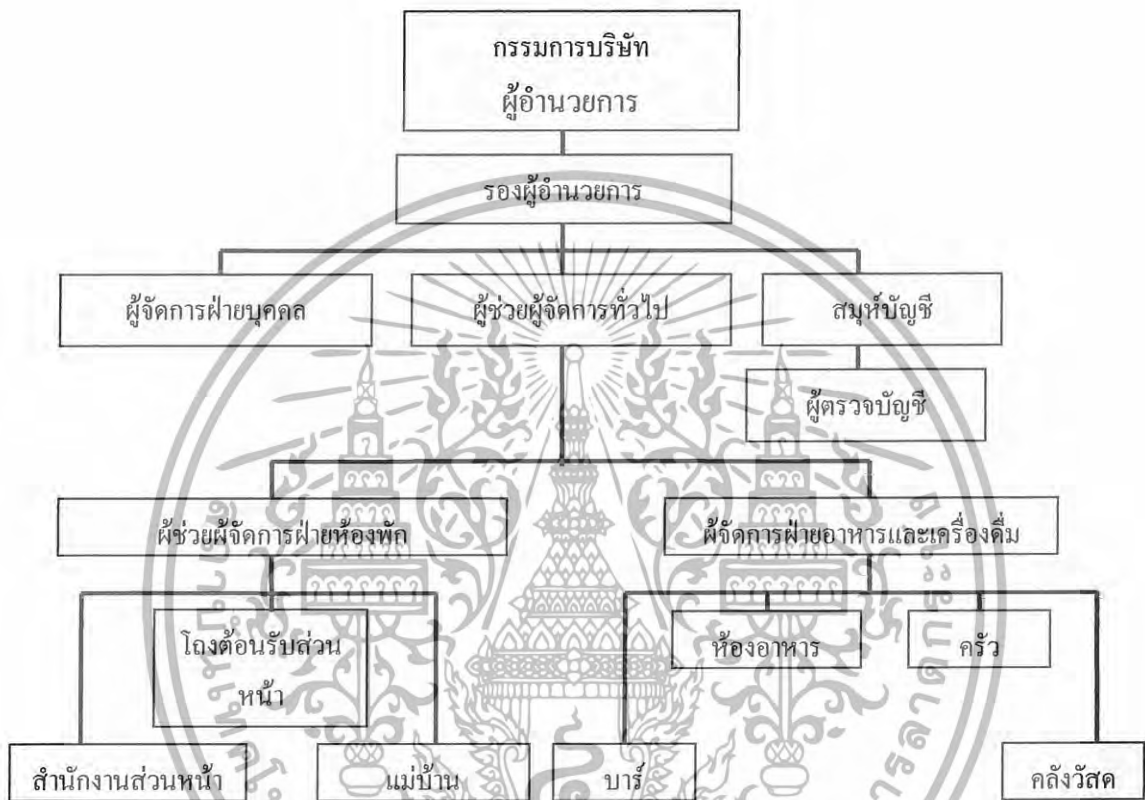 กรรมการบริษัท
ผู้อำนวยการ
รองผู้อำนวยการ
ผู้จัดการฝ่ายบุคคล
ผู้ช่วยผู้จัดการทั่วไป
สมุห์บัญชี
ผู้ตรวจบัญชี
ผู้ช่วยผู้จัดการฝ่ายห้องพัก
ผู้จัดการฝ่ายอาหารและเครื่องดื่ม
โถงต้อนรับส่วน
หน้า
ห้องอาหาร
ครัว
สำนักงานส่วนหน้า
แม่บ้าน
บาร์
คลังวัสด